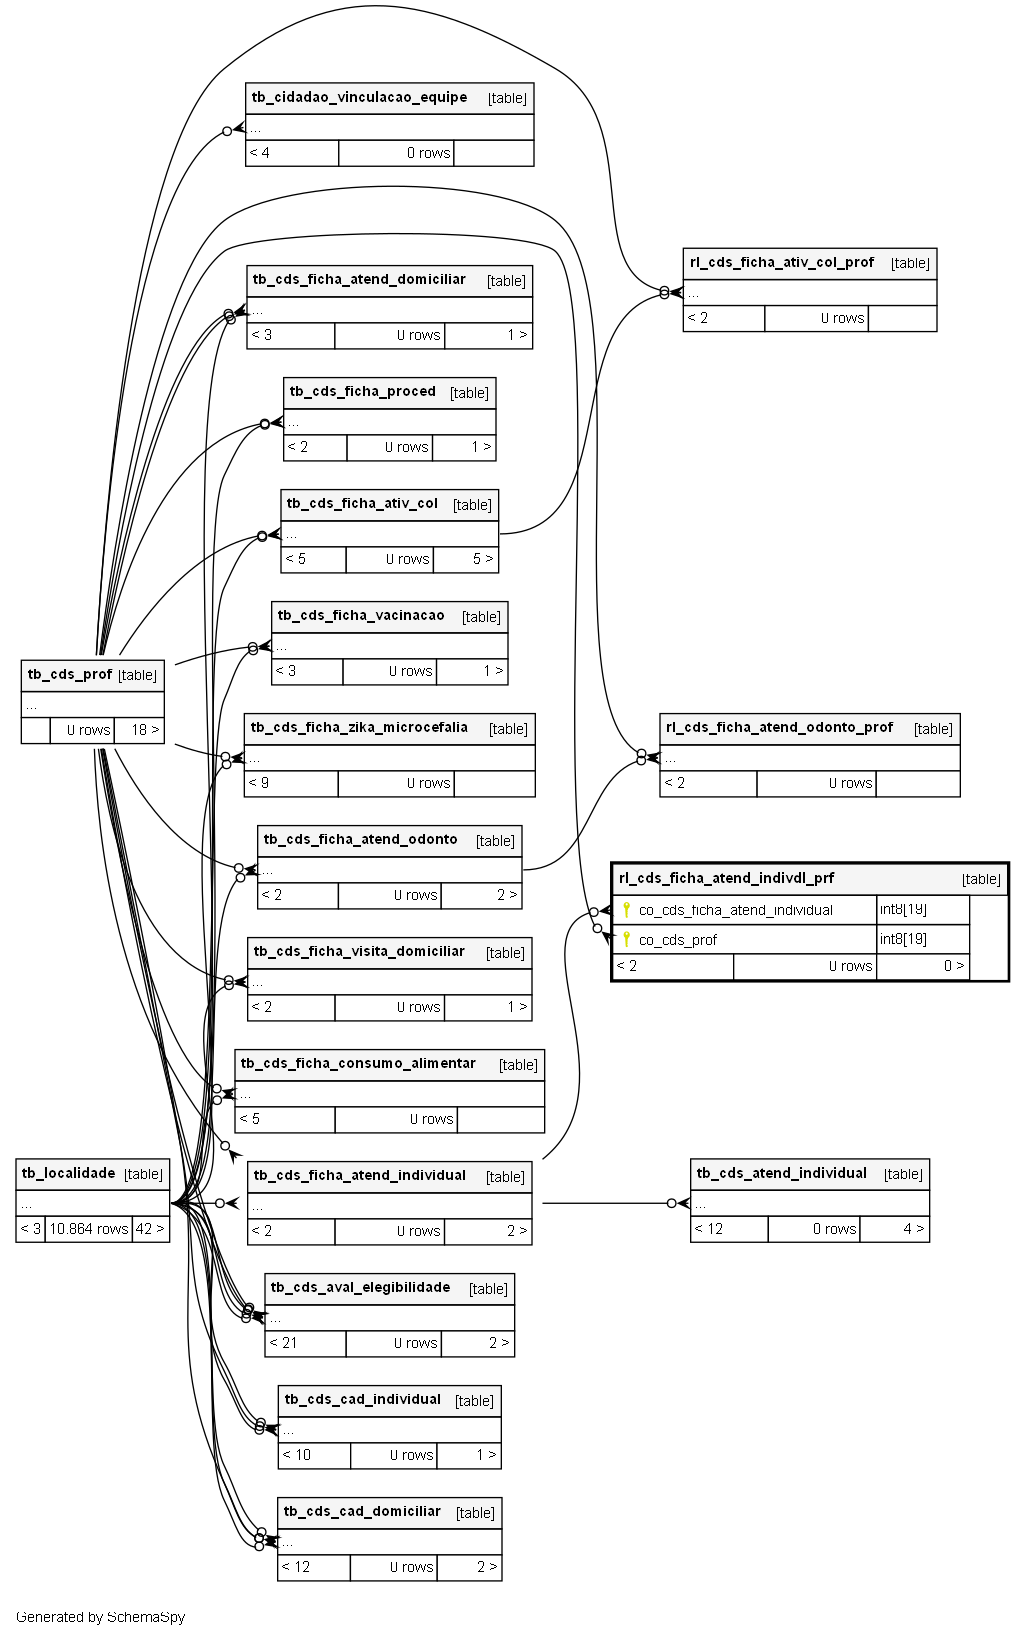 tb_cidadao_vinculacao_equipe [table]
...
< 4 0 rows
rl_cds_ficha_ativ_col_prof [table]
...
< 2 0 rows
tb_cds_ficha_atend_domiciliar [table]
...
< 3 0 rows 1 >
tb_cds_ficha_proced [table]
...
< 2 0 rows 1 >
tb_cds_ficha_ativ_col [table]
...
< 5 0 rows 5 >
tb_cds_ficha_vacinacao [table]
...
< 3 0 rows 1 >
tb_cds_prof [table]
...
0 rows 18 >
tb_cds_ficha_zika_microcefalia [table]
...
< 9 0 rows
rl_cds_ficha_atend_odonto_prof [table]
...
< 2 0 rows
tb_cds_ficha_atend_odonto [table]
...
< 2 0 rows 2 >
rl_cds_ficha_atend_indivdl_prf [table]
co_cds_ficha_atend_individual int8[19]
co_cds_prof int8[19]
< 2 0 rows 0 >
tb_cds_ficha_visita_domiciliar [table]
...
< 2 0 rows 1 >
tb_cds_ficha_consumo_alimentar [table]
...
< 5 0 rows
tb_localidade [table]
...
< 3 10.864 rows 42 >
tb_cds_ficha_atend_individual [table]
...
< 2 0 rows 2 >
tb_cds_atend_individual [table]
...
< 12 0 rows 4 >
tb_cds_aval_elegibilidade [table]
...
< 21 0 rows 2 >
tb_cds_cad_individual [table]
...
< 10 0 rows 1 >
tb_cds_cad_domiciliar [table]
...
< 12 0 rows 2 >
Generated by SchemaSpy